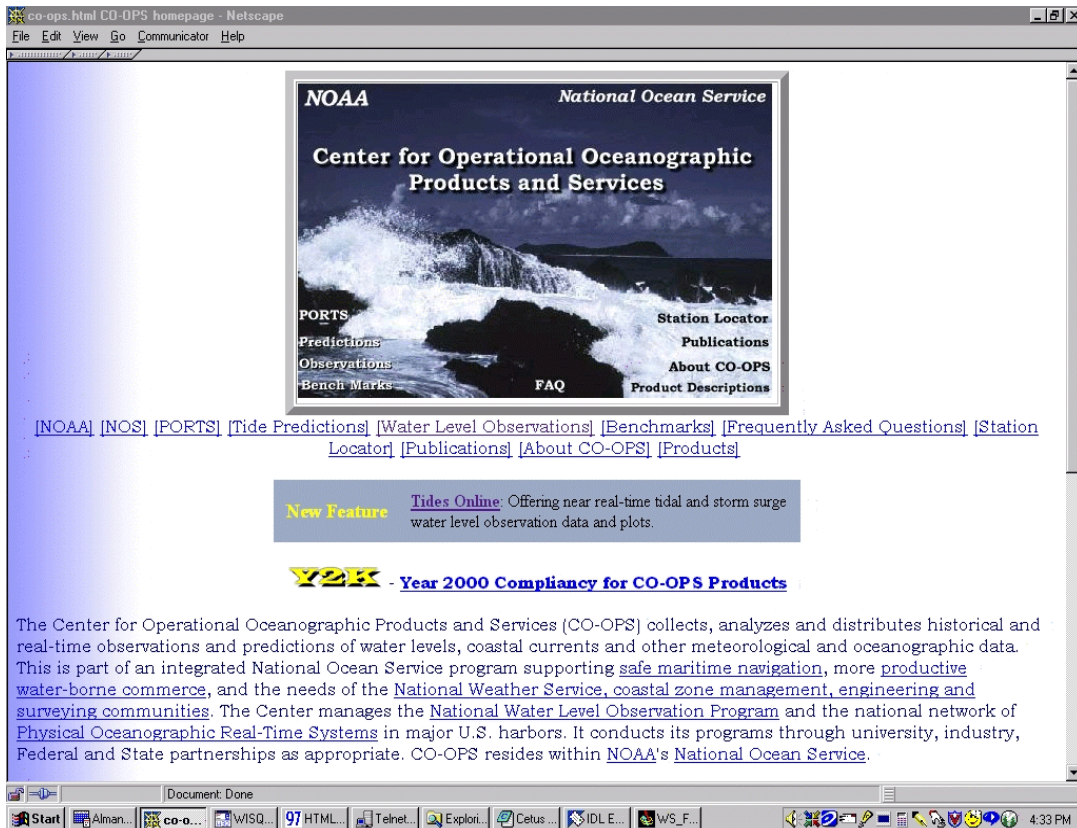 co-ops.html CO-OPS homepage - Netscape
File Edit View Go Communicator Help
NOAA National Ocean Service
Center for Operational Oceanographic
Products and Services
PORTS
Station Locator
Predictions
Publications
Observations
About CO-OPS
Bench Marks
FAQ
Product Descriptions
[NOAA] [NOS] [PORTS] [Tide Predictions] [Water Level Observations] [Benchmarks] [Frequently Asked Questions] [Station
Locator] [Publications] [About CO-OPS] [Products]
New Feature
Tides Online: Offering near real-time tidal and storm surge
water level observation data and plots.
Y2K - Year 2000 Compliancy for CO-OPS Products
The Center for Operational Oceanographic Products and Services (CO-OPS) collects, analyzes and distributes historical and
real-time observations and predictions of water levels, coastal currents and other meteorological and oceanographic data.
This is part of an integrated National Ocean Service program supporting safe maritime navigation, more productive
water-borne commerce, and the needs of the National Weather Service, coastal zone management, engineering and
surveying communities. The Center manages the National Water Level Observation Program and the national network of
Physical Oceanographic Real-Time Systems in major U.S. harbors. It conducts its programs through university, industry,
Federal and State partnerships as appropriate. CO-OPS resides within NOAA's National Ocean Service.
Document: Done
Start Alman... co-o... WISQ... 97 HTML... Telnet... Explori... Cetus ... IDL E... WS_F... 4:33 PM